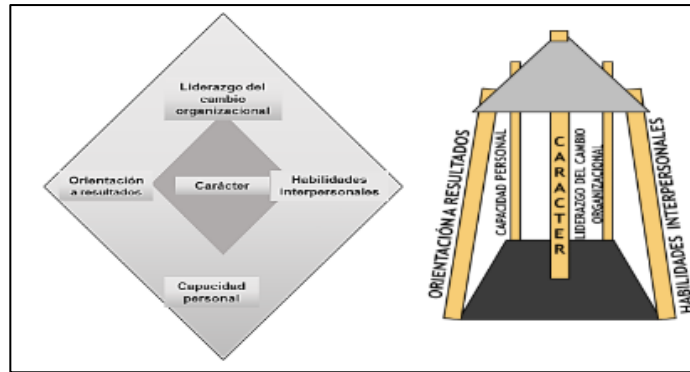 Liderazgo del
cambio
organizacional
Orientación
a resultados
Carácter
Habilidades
interpersonales
Capacidad
personal
ORIENTACIÓN A RESULTADOS
CAPACIDAD PERSONAL
CARACTER
LIDERAZGO DEL CAMBIO
ORGANIZACIONAL
HABILIDADES INTERPERSONALES